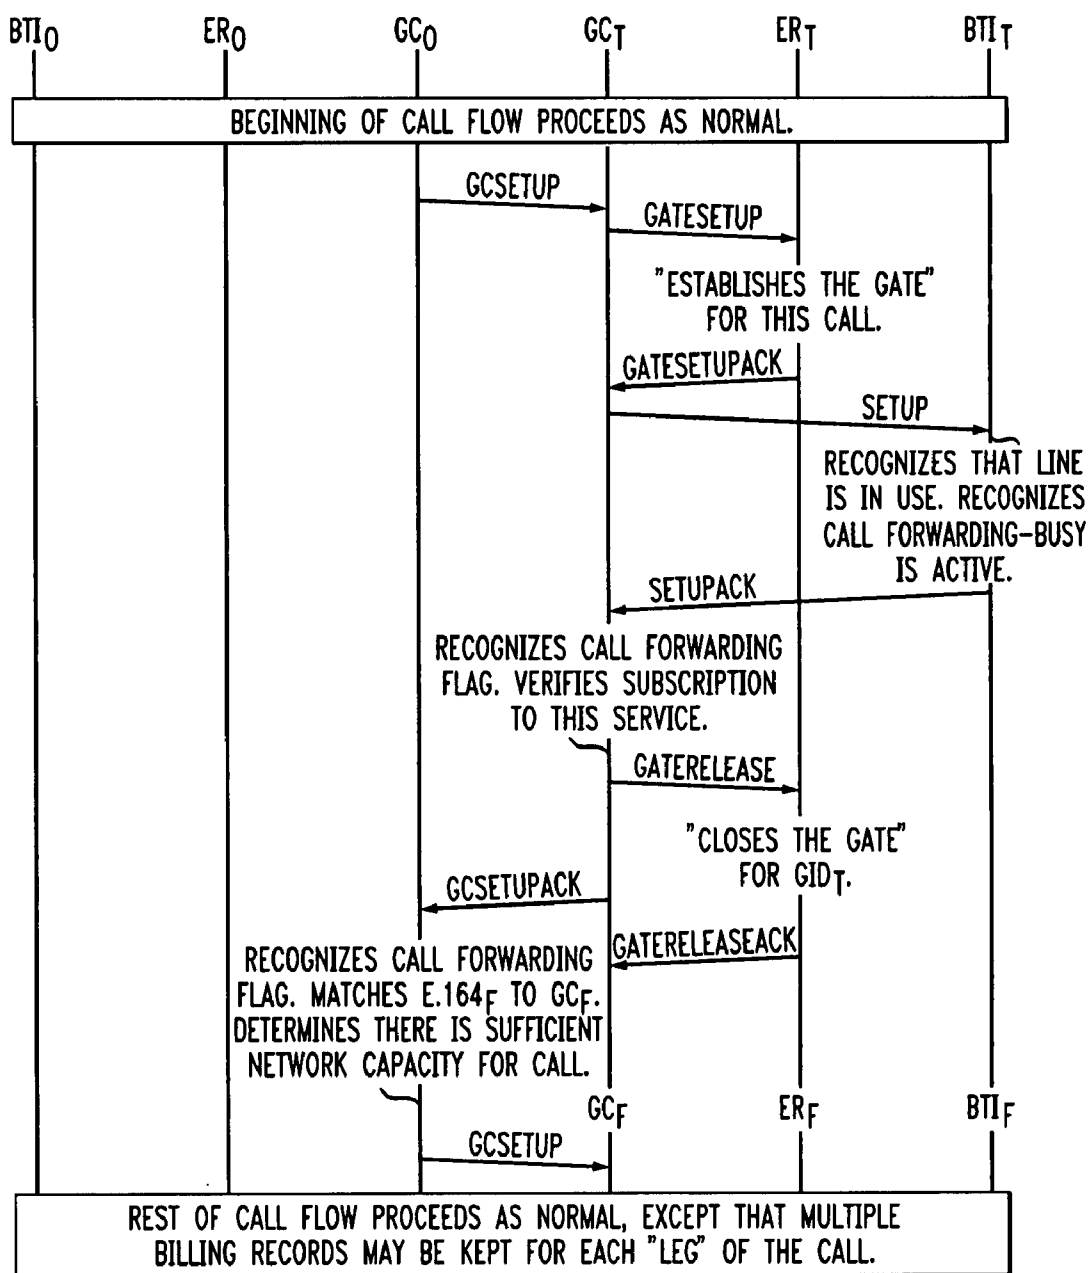 BTIO ERO GCO GCT ERT BTIT
BEGINNING OF CALL FLOW PROCEEDS AS NORMAL.
GCSETUP
GATESETUP
"ESTABLISHES THE GATE"
FOR THIS CALL.
GATESETUPACK
SETUP
RECOGNIZES THAT LINE
IS IN USE. RECOGNIZES
CALL FORWARDING-BUSY
IS ACTIVE.
SETUPACK
RECOGNIZES CALL FORWARDING
FLAG. VERIFIES SUBSCRIPTION
TO THIS SERVICE.
GATERELEASE
"CLOSES THE GATE"
FOR GIDT.
GCSETUPACK
GATERELEASEACK
RECOGNIZES CALL FORWARDING
FLAG. MATCHES E.164F TO GCF.
DETERMINES THERE IS SUFFICIENT
NETWORK CAPACITY FOR CALL.
GCF ERF BTIF
GCSETUP
REST OF CALL FLOW PROCEEDS AS NORMAL, EXCEPT THAT MULTIPLE
BILLING RECORDS MAY BE KEPT FOR EACH "LEG" OF THE CALL.